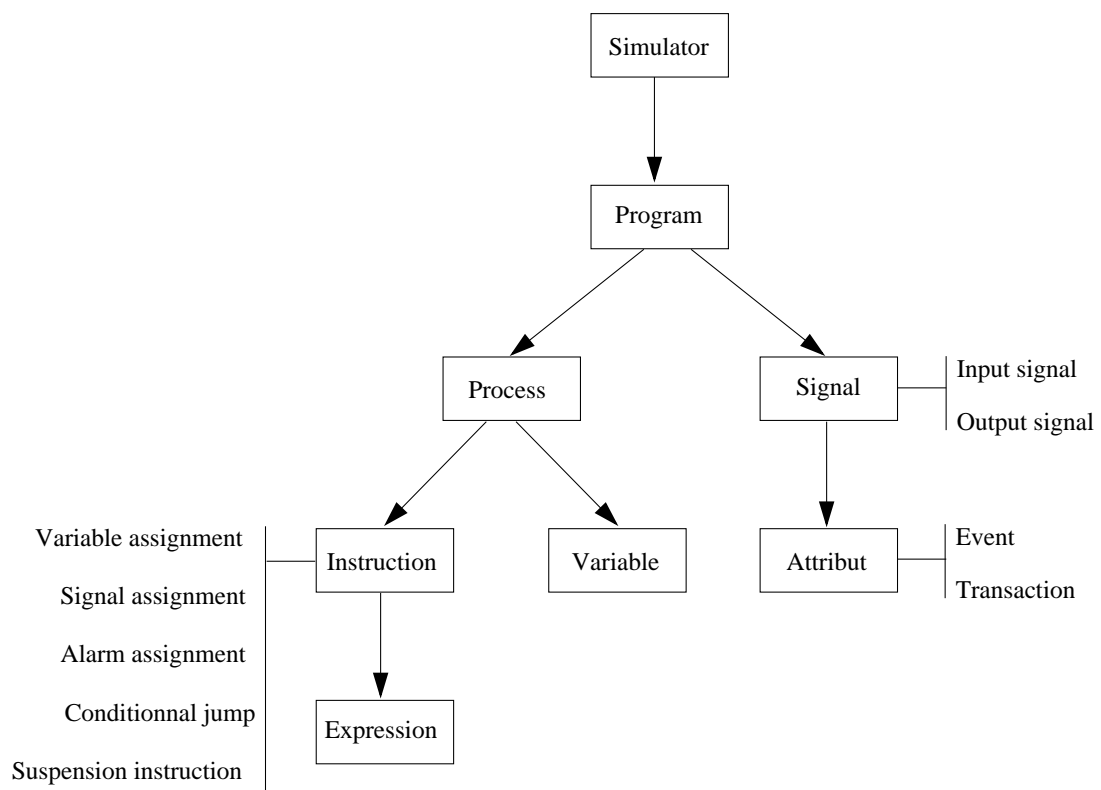 Simulator
Program
Process
Signal
Input signal
Output signal
Variable assignment
Signal assignment
Alarm assignment
Conditionnal jump
Suspension instruction
Instruction
Variable
Attribut
Event
Transaction
Expression